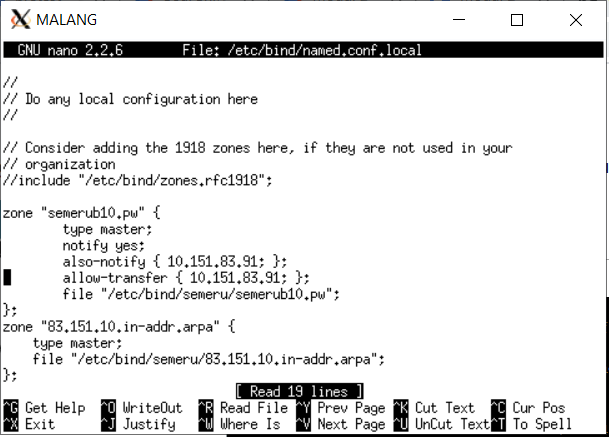 MALANG
GNU nano 2.2.6 File: /etc/bind/named.conf.local
//
// Do any local configuration here
//
// Consider adding the 1918 zones here, if they are not used in your
// organization
//include "/etc/bind/zones.rfc1918";
zone "semerub10.pw" {
type master;
notify yes;
also-notify { 10.151.83.91; };
allow-transfer { 10.151.83.91; };
file "/etc/bind/semeru/semerub10.pw";
};
zone "83.151.10.in-addr.arpa" {
type master;
file "/etc/bind/semeru/83.151.10.in-addr.arpa";
};
[ Read 19 lines ]
^G Get Help ^O WriteOut ^R Read File ^Y Prev Page ^K Cut Text ^C Cur Pos
^X Exit ^J Justify ^W Where Is ^V Next Page ^U UnCut Text ^T To Spell